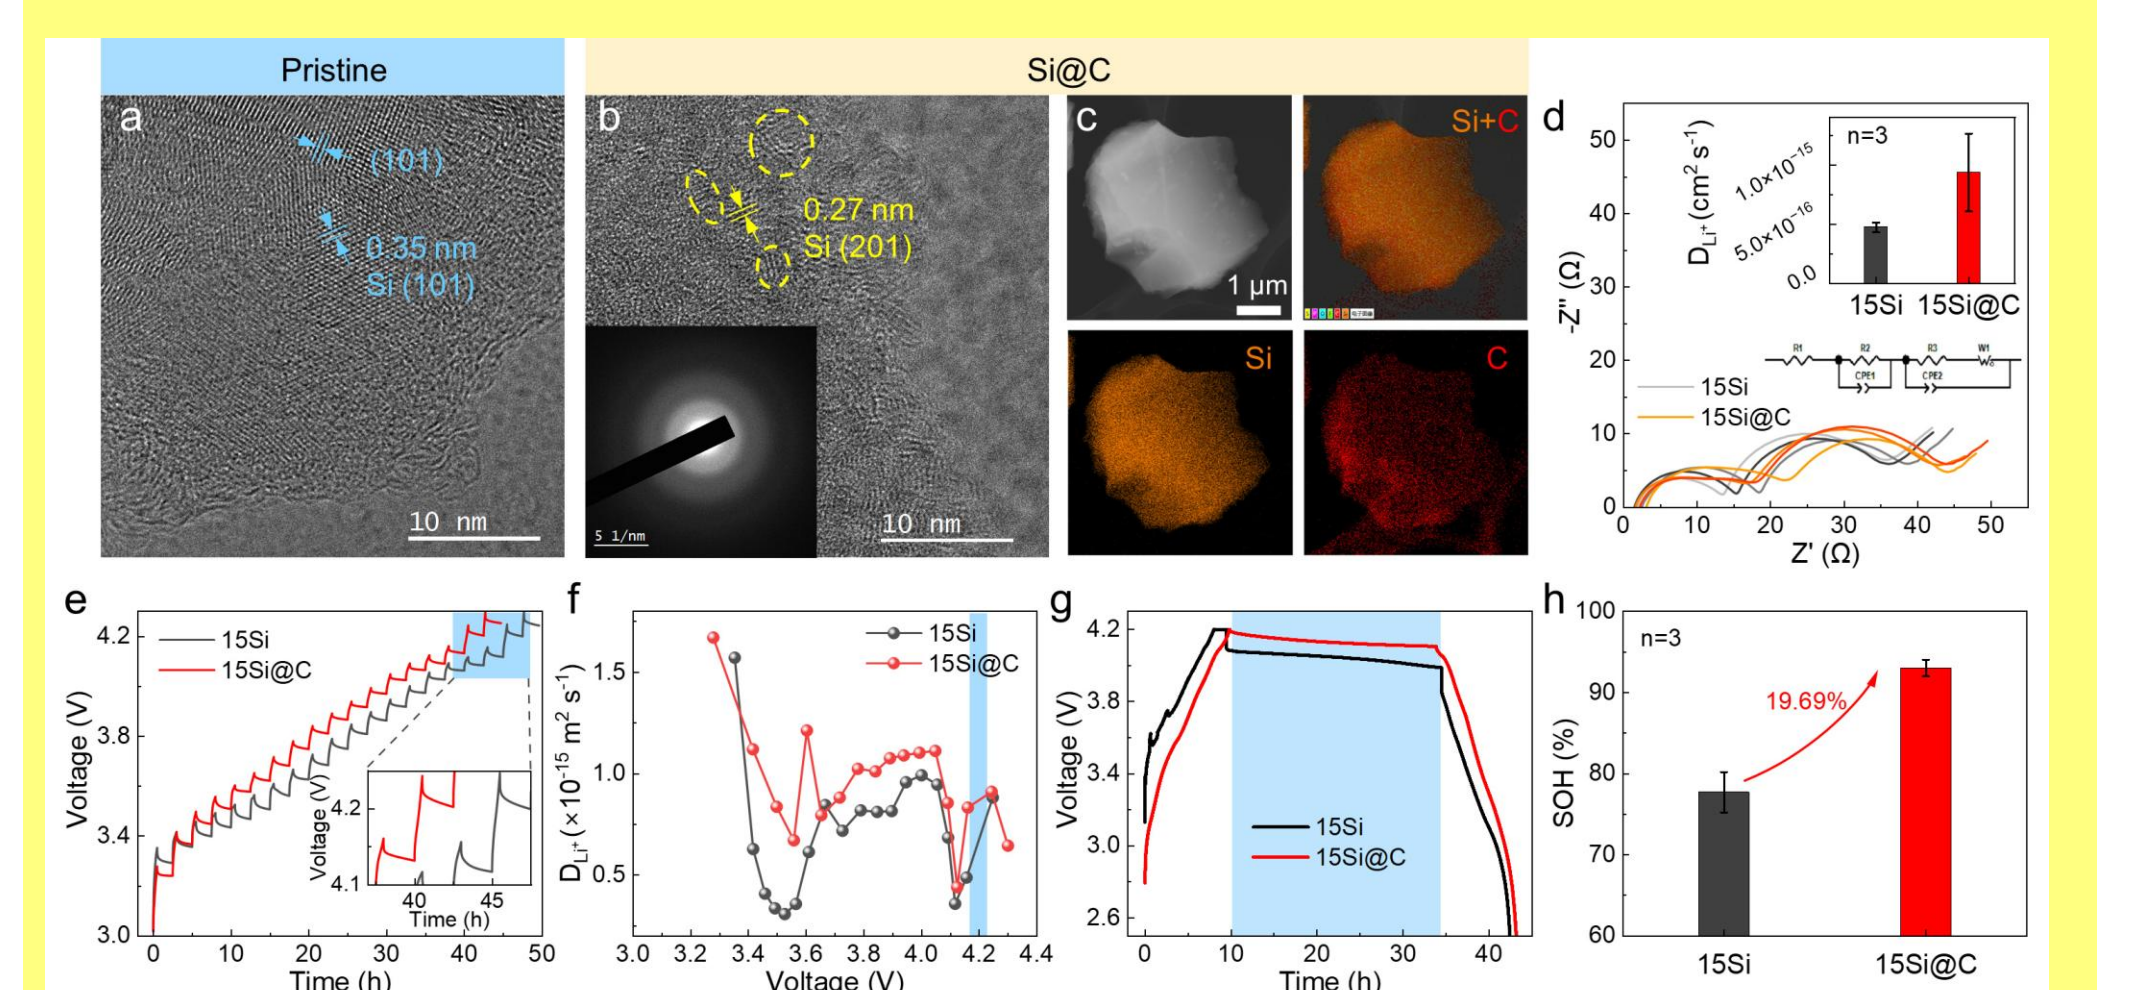 Pristine
Si@C
a
(101)
0.35 nm
Si (101)
10 nm
b
0.27 nm
Si (201)
5 1/nm
10 nm
c
1 μm
Si+C
Si
C
d
-Z" (Ω)
50
40
30
20
10
0
D_Li⁺ (cm² s⁻¹)
n=3
1.0×10⁻¹⁵
5.0×10⁻¹⁶
0.0
15Si 15Si@C
R1 R2 R3 W1
CPE1 CPE2
15Si
15Si@C
0 10 20 30 40 50
Z' (Ω)
e
Voltage (V)
4.2
3.8
3.4
3.0
15Si
15Si@C
Voltage (V)
4.2
4.1
40 45
Time (h)
0 10 20 30 40 50
Time (h)
f
D_Li⁺ (×10⁻¹⁵ m² s⁻¹)
1.5
1.0
0.5
15Si
15Si@C
3.0 3.2 3.4 3.6 3.8 4.0 4.2 4.4
Voltage (V)
g
Voltage (V)
4.2
3.8
3.4
3.0
2.6
15Si
15Si@C
0 10 20 30 40
Time (h)
h
SOH (%)
100
90
80
70
60
n=3
19.69%
15Si 15Si@C